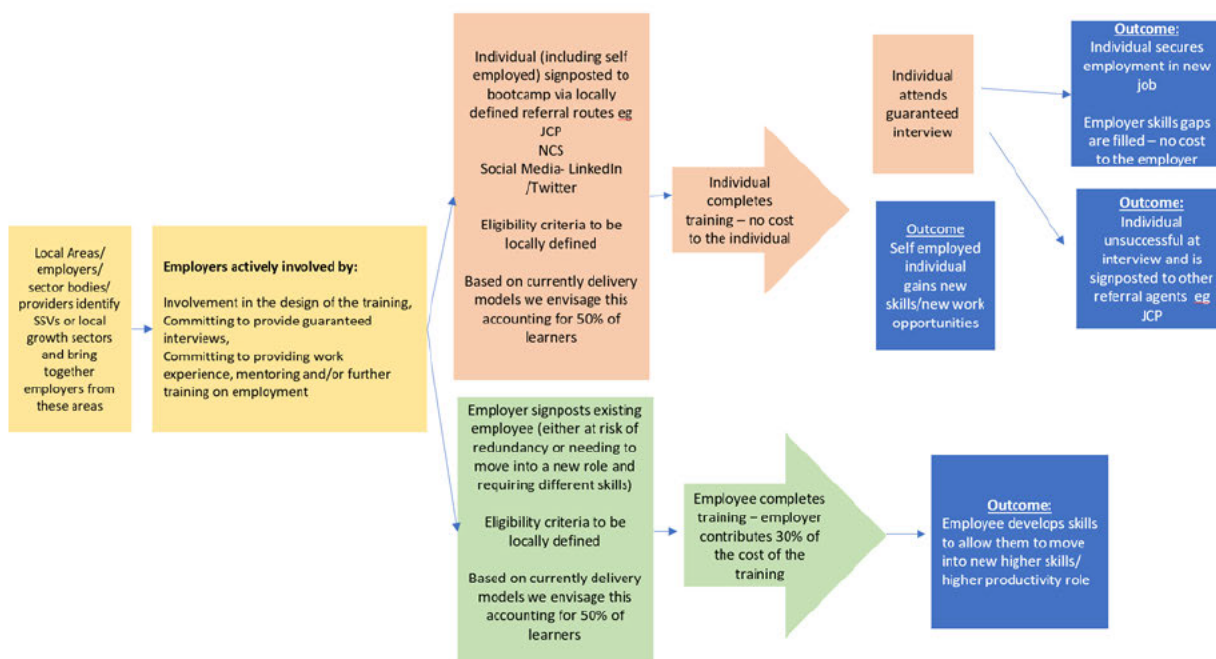 Local Areas/
employers/
sector bodies/
providers identify
SSVs or local
growth sectors
and bring
together
employers from
these areas
Employers actively involved by:
Involvement in the design of the training,
Committing to provide guaranteed
interviews,
Committing to providing work
experience, mentoring and/or further
training on employment
Individual (including self
employed) signposted to
bootcamp via locally
defined referral routes eg
JCP
NCS
Social Media- LinkedIn
/Twitter
Eligibility criteria to be
locally defined
Based on currently delivery
models we envisage this
accounting for 50% of
learners
Individual
completes
training – no cost
to the individual
Individual
attends
guaranteed
interview
Outcome
Self employed
individual
gains new
skills/new work
opportunities
Outcome:
Individual secures
employment in new
job
Employer skills gaps
are filled – no cost
to the employer
Outcome:
Individual
unsuccessful at
interview and is
signposted to other
referral agents eg
JCP
Employer signposts existing
employee (either at risk of
redundancy or needing to
move into a new role and
requiring different skills)
Eligibility criteria to be
locally defined
Based on currently delivery
models we envisage this
accounting for 50% of
learners
Employee completes
training – employer
contributes 30% of
the cost of the
training
Outcome:
Employee develops skills
to allow them to move
into new higher skills/
higher productivity role